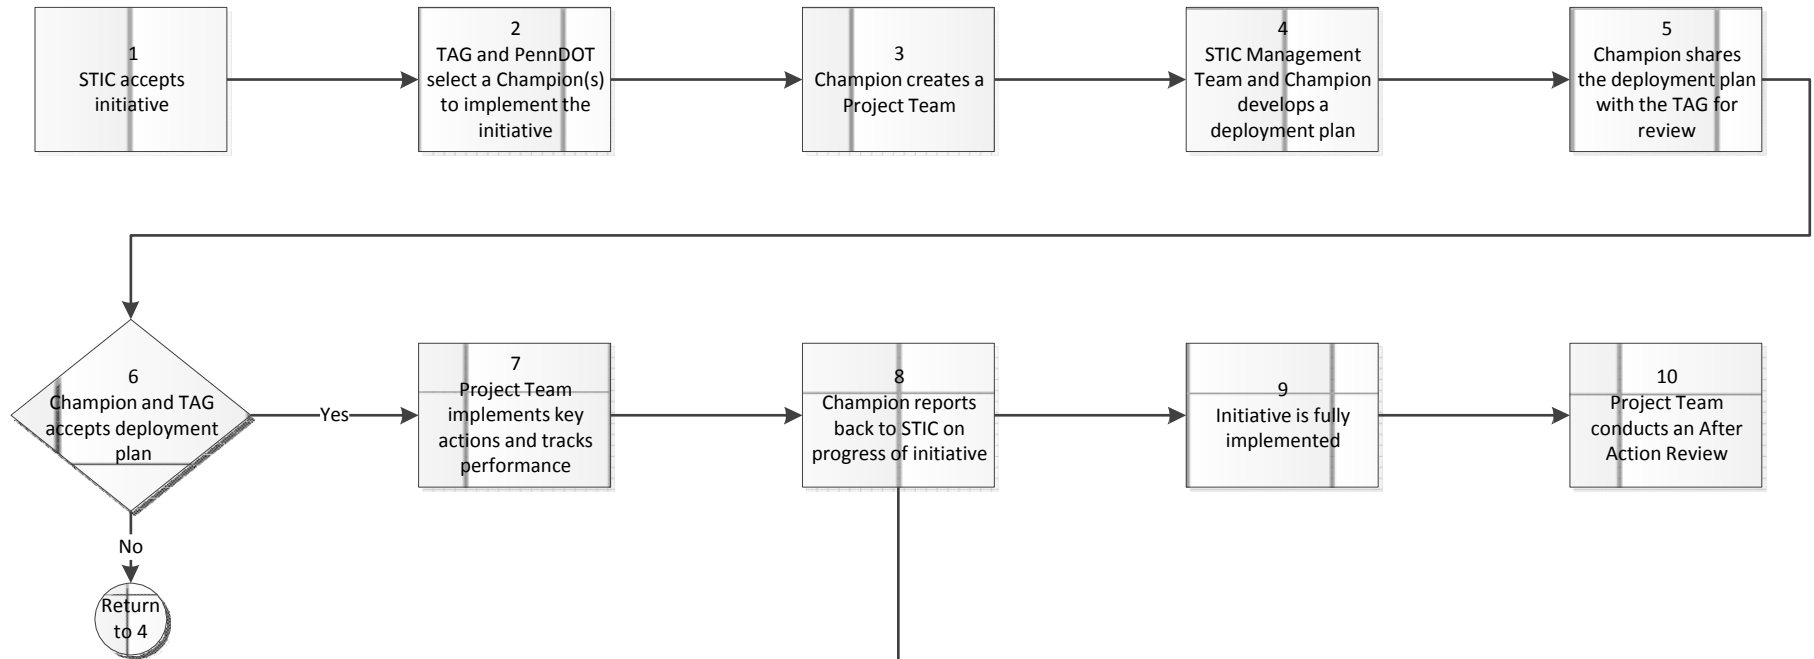 1
STIC accepts
initiative
2
TAG and PennDOT
select a Champion(s)
to implement the
initiative
3
Champion creates a
Project Team
4
STIC Management
Team and Champion
develops a
deployment plan
5
Champion shares
the deployment plan
with the TAG for
review
6
Champion and TAG
accepts deployment
plan
Yes
No
Return
to 4
7
Project Team
implements key
actions and tracks
performance
8
Champion reports
back to STIC on
progress of initiative
9
Initiative is fully
implemented
10
Project Team
conducts an After
Action Review